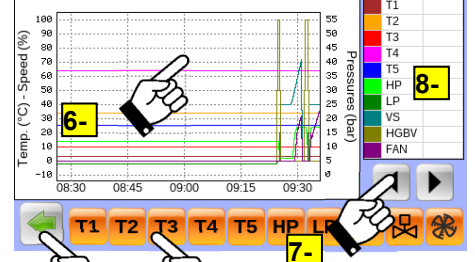 100
90
80
70
60
50
40
30
20
10
0
-10
Temp. (°C) - Speed (%)
55
50
45
40
35
30
25
20
15
10
5
0
Pressures (bar)
08:30 08:45 09:00 09:15 09:30
6-
T1
T2
T3
T4
T5
HP
LP
VS
HGBV
FAN
8-
T1 T2 T3 T4 T5 HP
7-